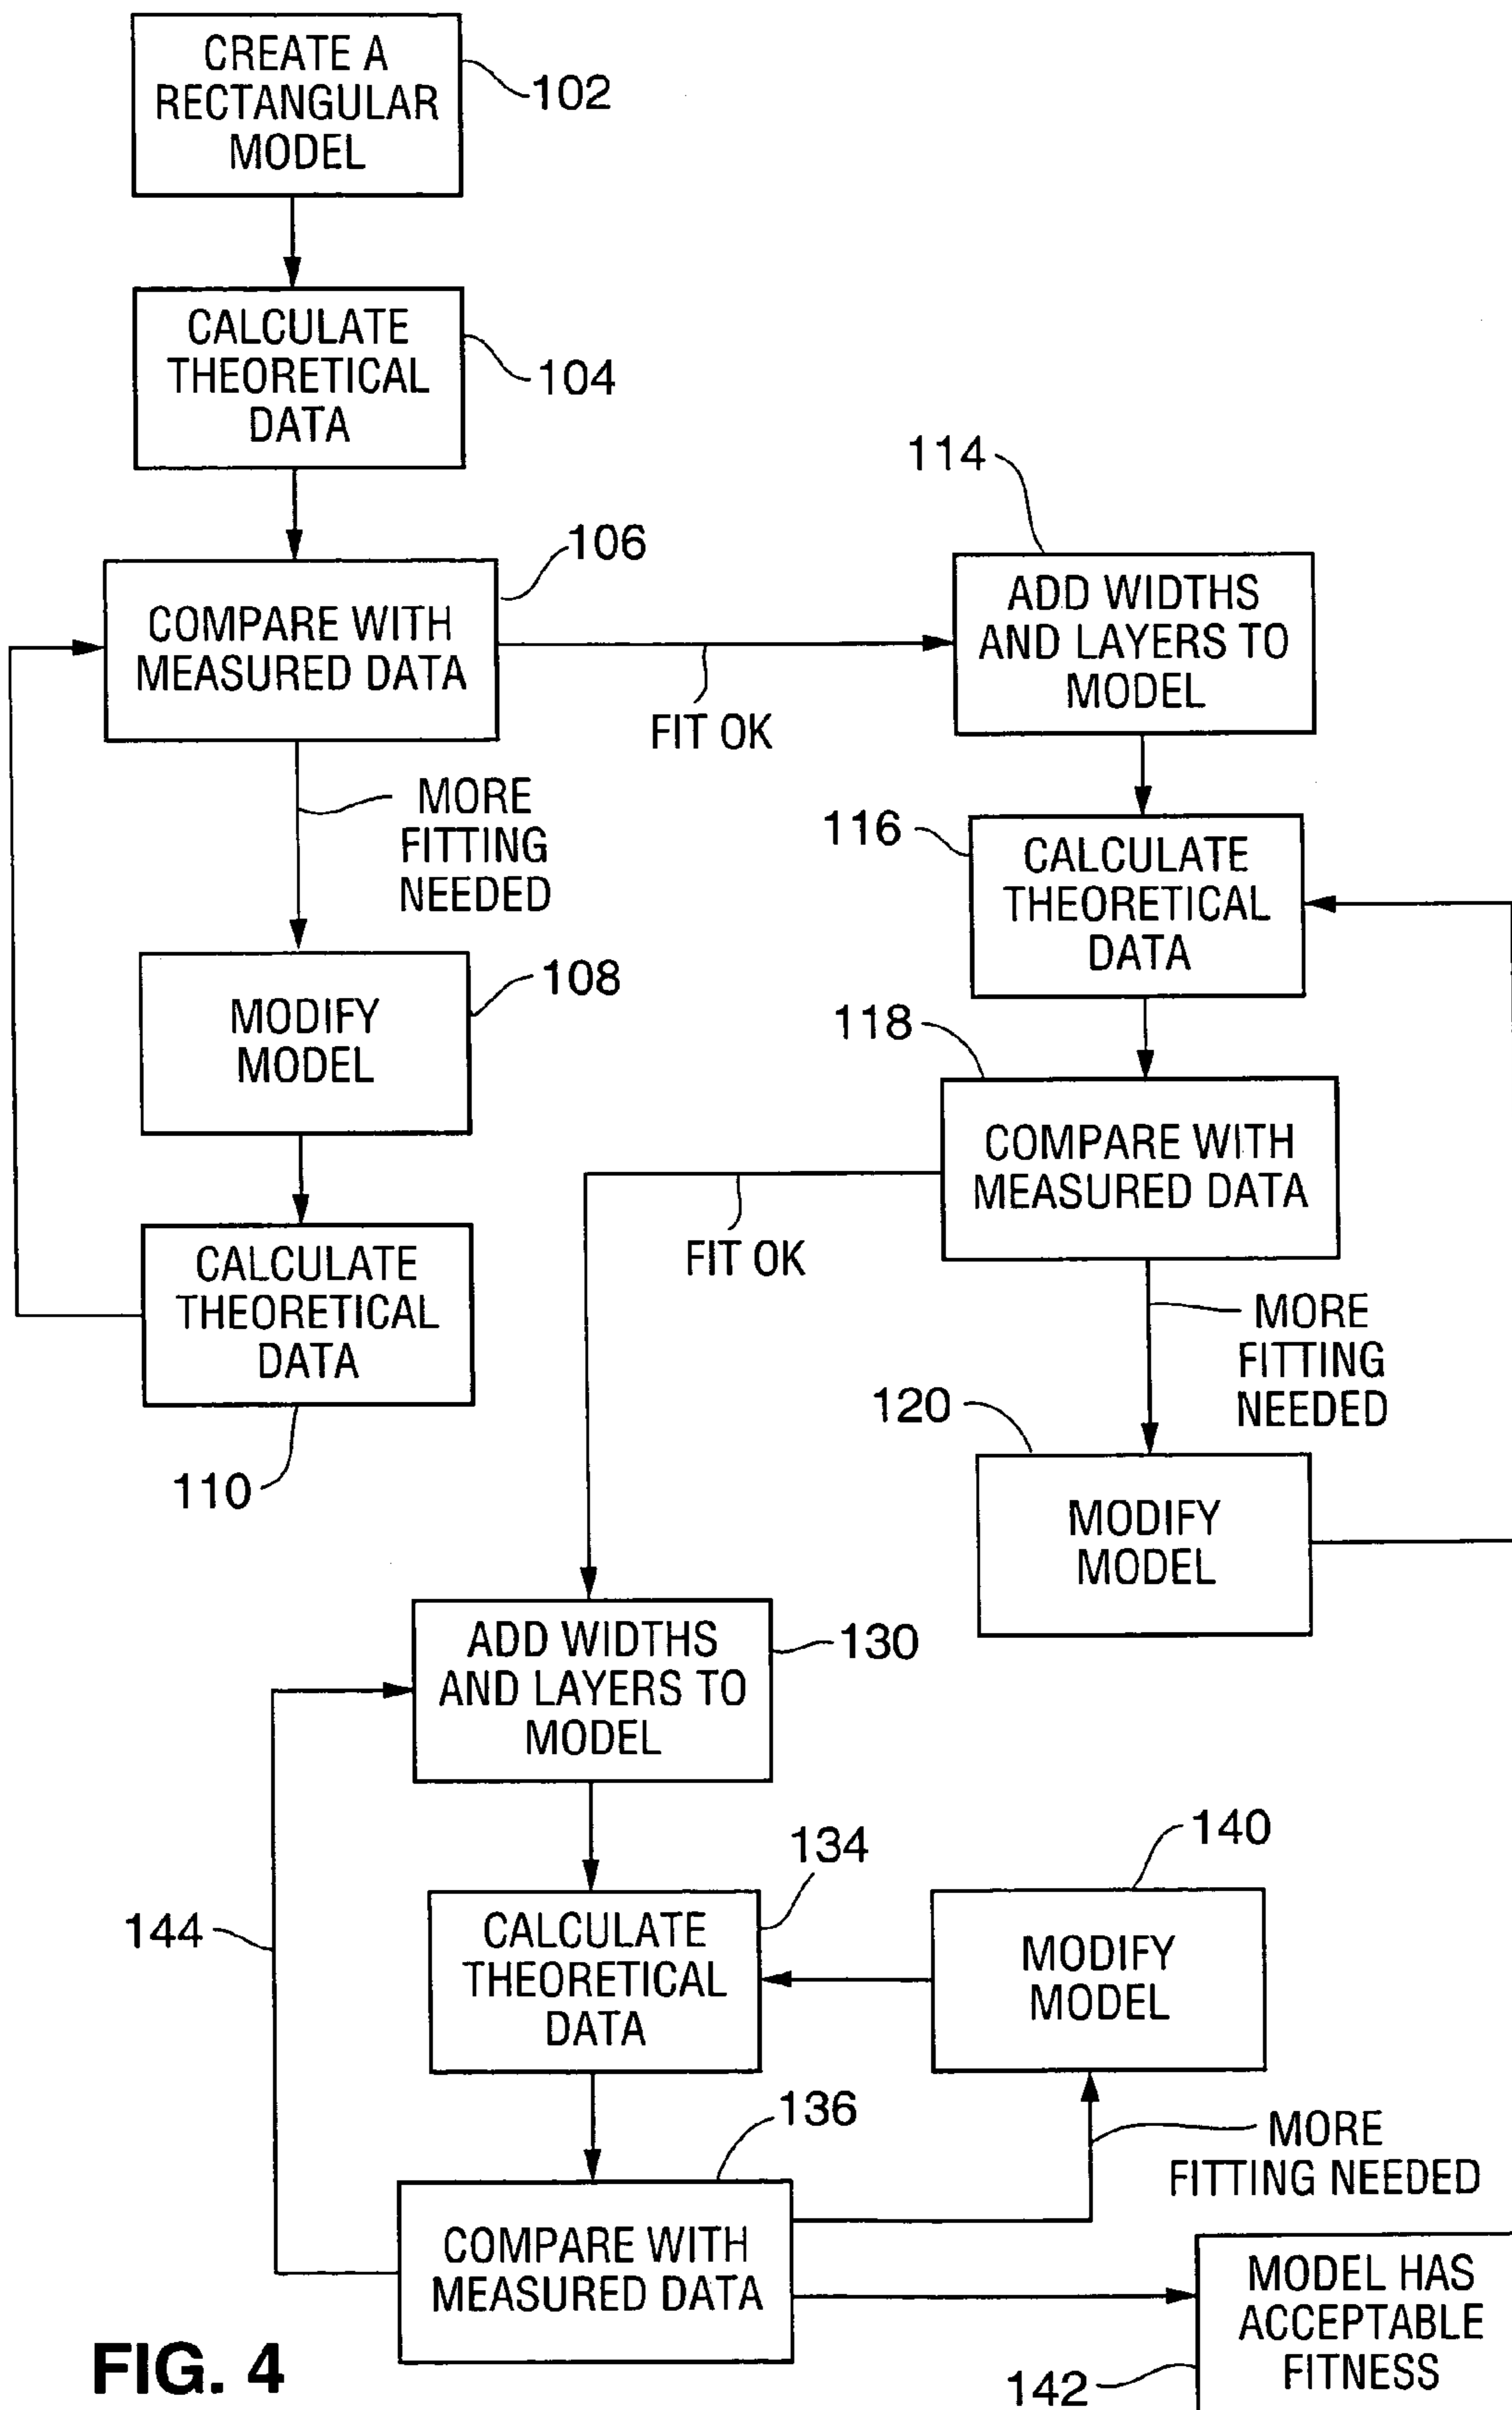 CREATE A
RECTANGULAR
MODEL
102
CALCULATE
THEORETICAL
DATA
104
COMPARE WITH
MEASURED DATA
106
FIT OK
MORE
FITTING
NEEDED
MODIFY
MODEL
108
CALCULATE
THEORETICAL
DATA
110
114
ADD WIDTHS
AND LAYERS TO
MODEL
116
CALCULATE
THEORETICAL
DATA
118
COMPARE WITH
MEASURED DATA
FIT OK
MORE
FITTING
NEEDED
120
MODIFY
MODEL
ADD WIDTHS
AND LAYERS TO
MODEL
130
134
CALCULATE
THEORETICAL
DATA
140
MODIFY
MODEL
144
136
COMPARE WITH
MEASURED DATA
MORE
FITTING NEEDED
MODEL HAS
ACCEPTABLE
FITNESS
142
FIG. 4